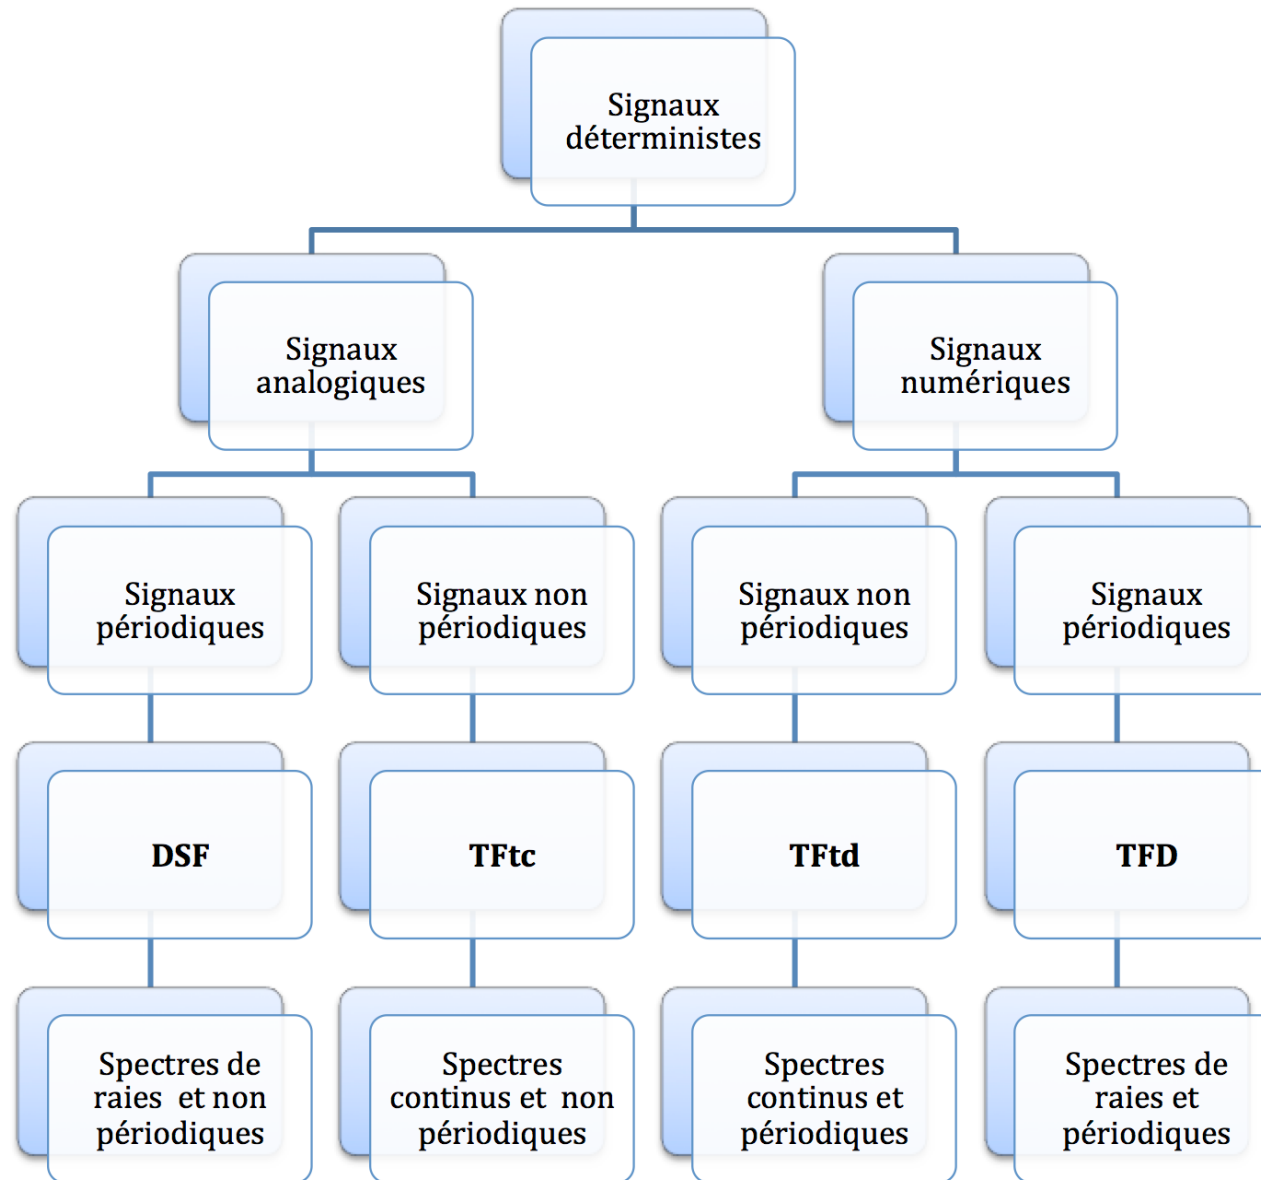 Signaux
déterministes
Signaux
analogiques
Signaux
numériques
Signaux
périodiques
Signaux non
périodiques
Signaux non
périodiques
Signaux
périodiques
DSF
TFtc
TFtd
TFD
Spectres de
raies et non
périodiques
Spectres
continus et non
périodiques
Spectres
continus et
périodiques
Spectres de
raies et
périodiques